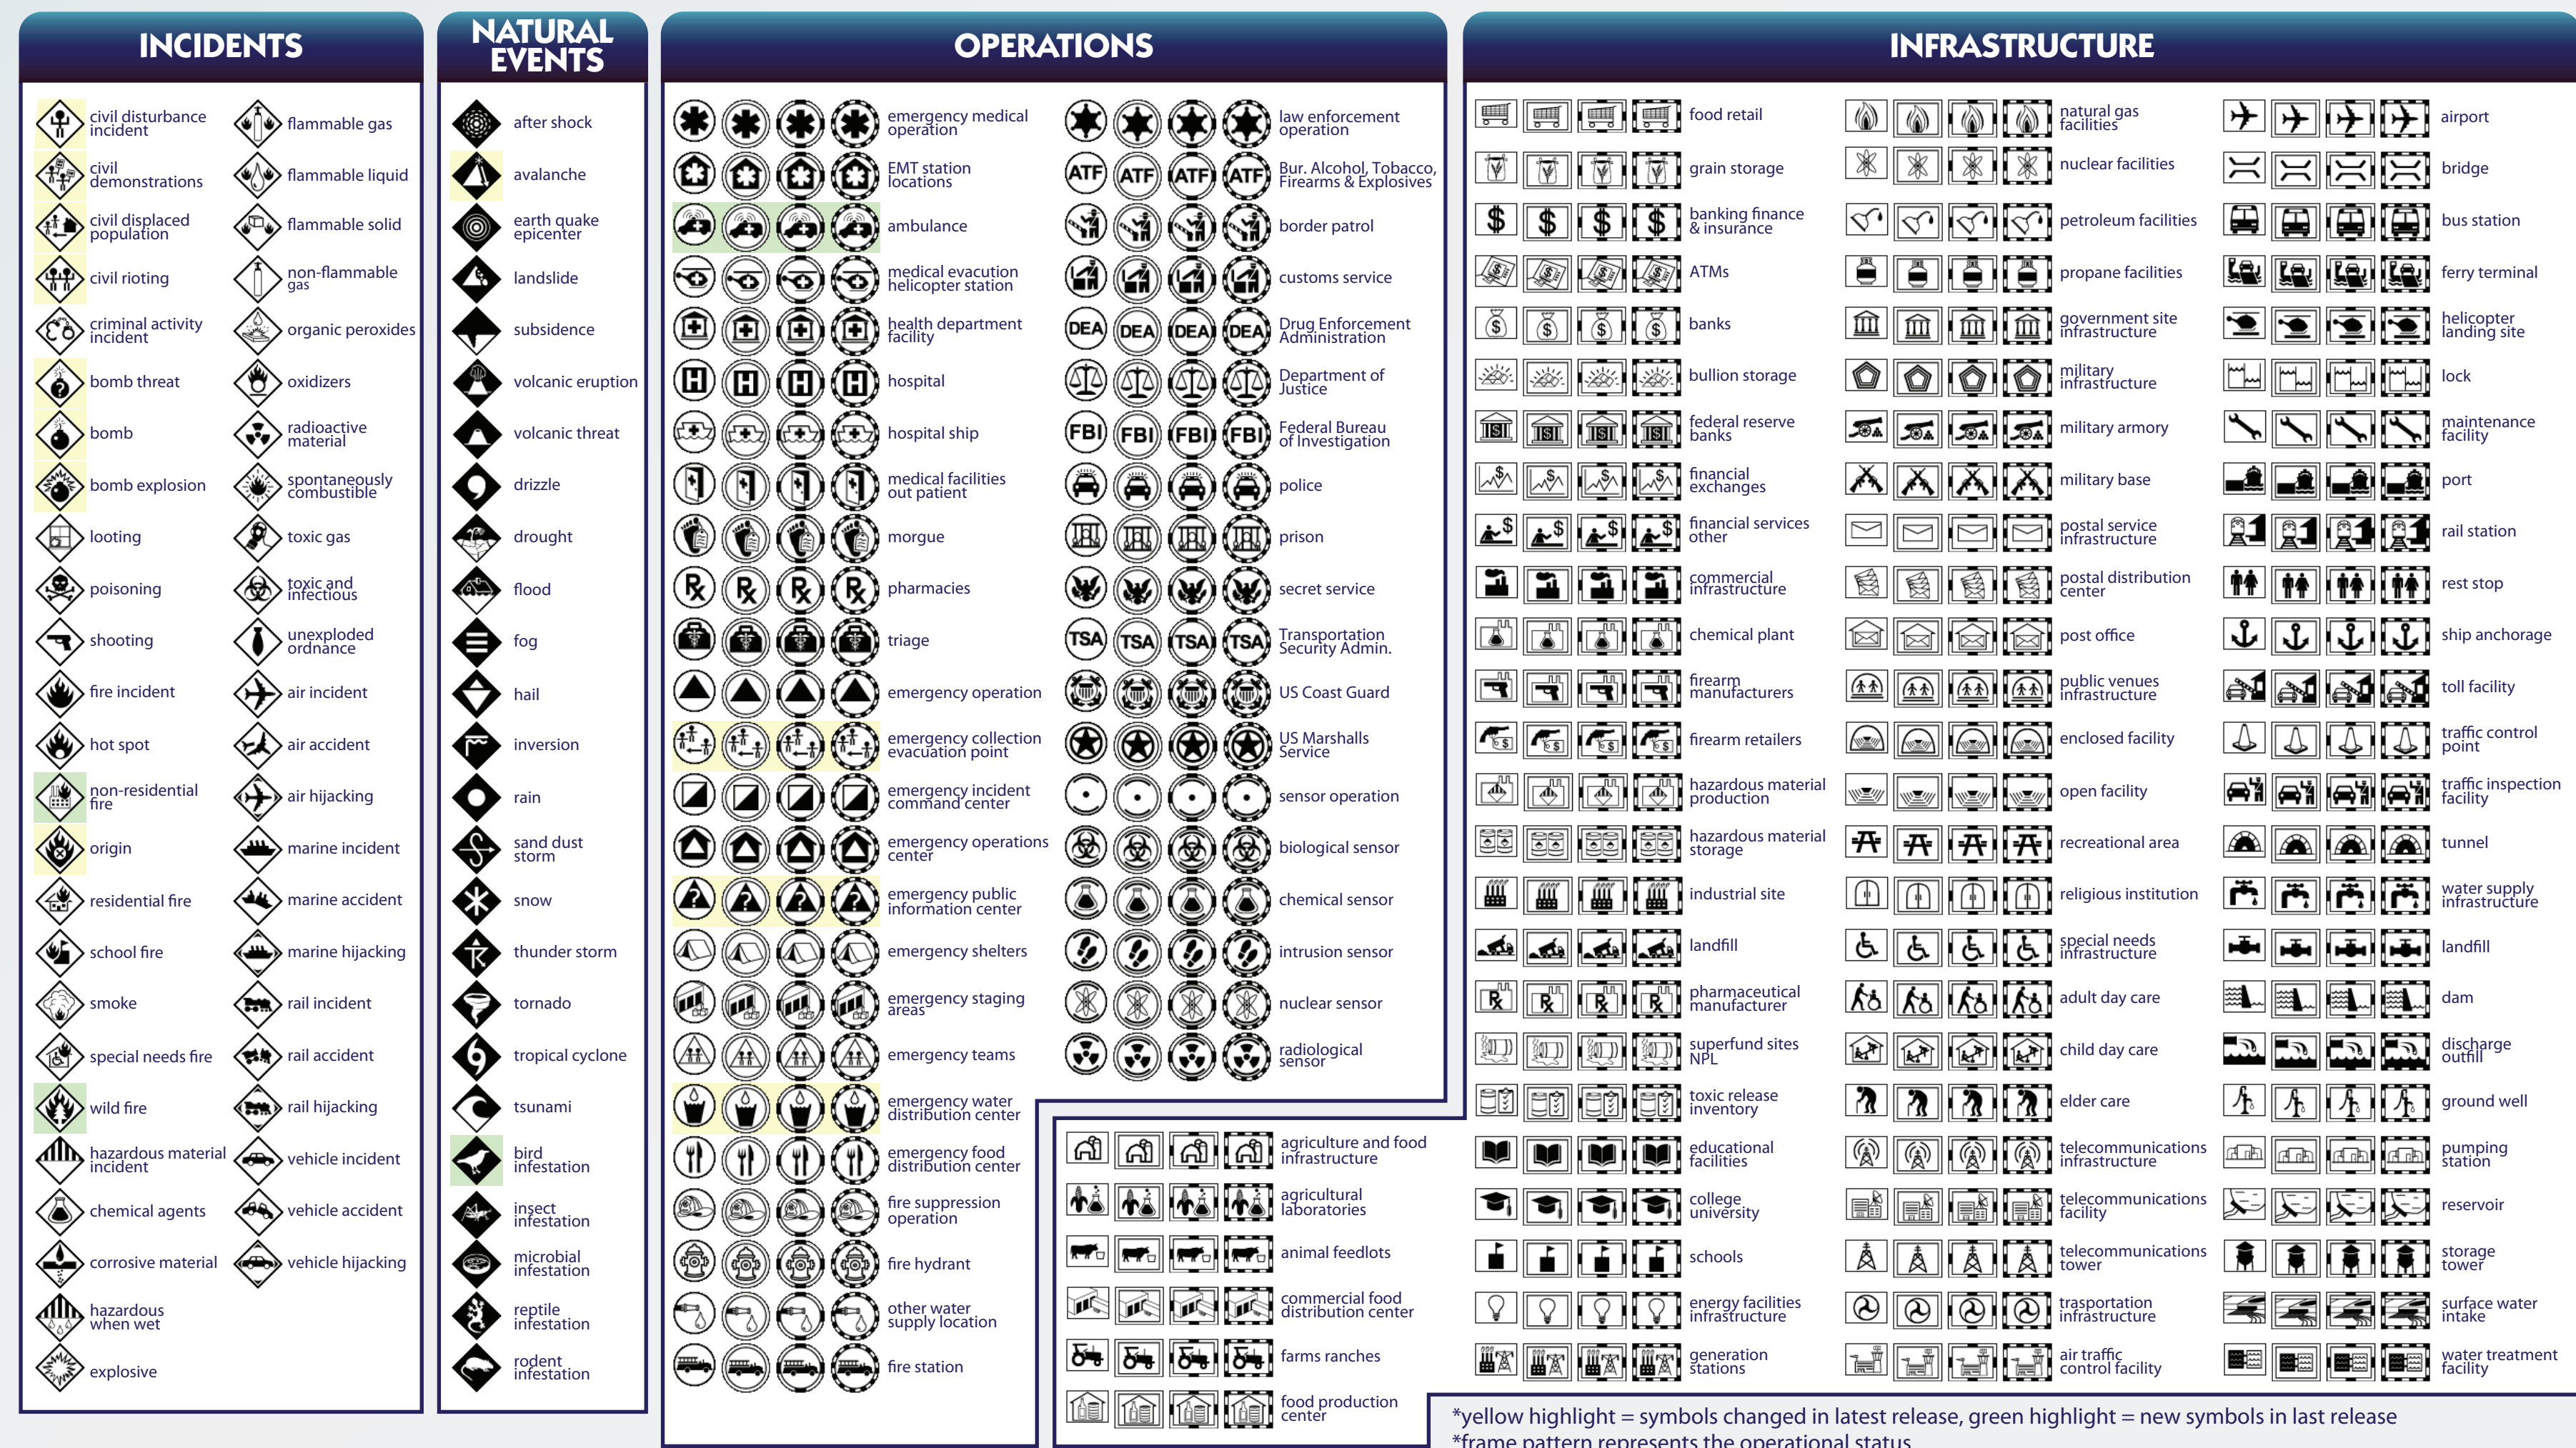 INCIDENTS
civil disturbance
incident
civil
demonstrations
civil displaced
population
civil rioting
criminal activity
incident
bomb threat
bomb
bomb explosion
looting
poisoning
shooting
fire incident
hot spot
non-residential
fire
origin
residential fire
school fire
smoke
special needs fire
wild fire
hazardous material
incident
chemical agents
corrosive material
hazardous
when wet
explosive
flammable gas
flammable liquid
flammable solid
non-flammable
gas
organic peroxides
oxidizers
radioactive
material
spontaneously
combustible
toxic gas
toxic and
infectious
unexploded
ordnance
air incident
air accident
air hijacking
marine incident
marine accident
marine hijacking
rail incident
rail accident
rail hijacking
vehicle incident
vehicle accident
vehicle hijacking
NATURAL
EVENTS
after shock
avalanche
earth quake
epicenter
landslide
subsidence
volcanic eruption
volcanic threat
drizzle
drought
flood
fog
hail
inversion
rain
sand dust
storm
snow
thunder storm
tornado
tropical cyclone
tsunami
bird
infestation
insect
infestation
microbial
infestation
reptile
infestation
rodent
infestation
OPERATIONS
emergency medical
operation
EMT station
locations
ambulance
medical evacution
helicopter station
health department
facility
H H H H hospital
hospital ship
medical facilities
out patient
morgue
Rx Rx Rx Rx pharmacies
triage
emergency operation
emergency collection
evacuation point
emergency incident
command center
emergency operations
center
? ? ? ? emergency public
information center
emergency shelters
emergency staging
areas
emergency teams
emergency water
distribution center
emergency food
distribution center
fire suppression
operation
fire hydrant
other water
supply location
fire station
law enforcement
operation
ATF ATF ATF ATF Bur. Alcohol, Tobacco,
Firearms & Explosives
border patrol
customs service
DEA DEA DEA DEA Drug Enforcement
Administration
Department of
Justice
FBI FBI FBI FBI Federal Bureau
of Investigation
police
prison
secret service
TSA TSA TSA TSA Transportation
Security Admin.
US Coast Guard
US Marshalls
Service
sensor operation
biological sensor
chemical sensor
intrusion sensor
nuclear sensor
radiological
sensor
agriculture and food
infrastructure
agricultural
laboratories
animal feedlots
commercial food
distribution center
farms ranches
food production
center
INFRASTRUCTURE
food retail
grain storage
$ $ $ $ banking finance
& insurance
ATMs
banks
bullion storage
federal reserve
banks
financial
exchanges
financial services
other
commercial
infrastructure
chemical plant
firearm
manufacturers
firearm retailers
hazardous material
production
hazardous material
storage
industrial site
landfill
pharmaceutical
manufacturer
superfund sites
NPL
toxic release
inventory
educational
facilities
college
university
schools
energy facilities
infrastructure
generation
stations
natural gas
facilities
nuclear facilities
petroleum facilities
propane facilities
government site
infrastructure
military
infrastructure
military armory
military base
postal service
infrastructure
postal distribution
center
post office
public venues
infrastructure
enclosed facility
open facility
recreational area
religious institution
special needs
infrastructure
adult day care
child day care
elder care
telecommunications
infrastructure
telecommunications
facility
telecommunications
tower
trasportation
infrastructure
air traffic
control facility
airport
bridge
bus station
ferry terminal
helicopter
landing site
lock
maintenance
facility
port
rail station
rest stop
ship anchorage
toll facility
traffic control
point
traffic inspection
facility
tunnel
water supply
infrastructure
landfill
dam
discharge
outfill
ground well
pumping
station
reservoir
storage
tower
surface water
intake
water treatment
facility
*yellow highlight = symbols changed in latest release, green highlight = new symbols in last release
*frame pattern represents the operational status